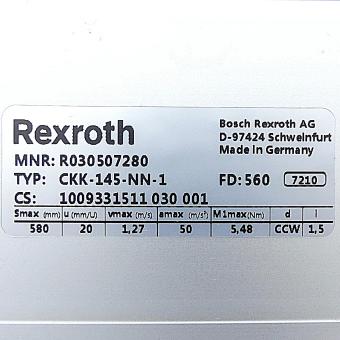 Rexroth
Bosch Rexroth AG
D-97424 Schweinfurt
Made in Germany
MNR: R030507280
TYP: CKK-145-NN-1 FD: 560 7210
CS: 1009331511 030 001
Smax (mm) u (mm/U) vmax (m/s) amax (m/s²) M1max(Nm) d i
580 20 1,27 50 5,48 CCW 1,5